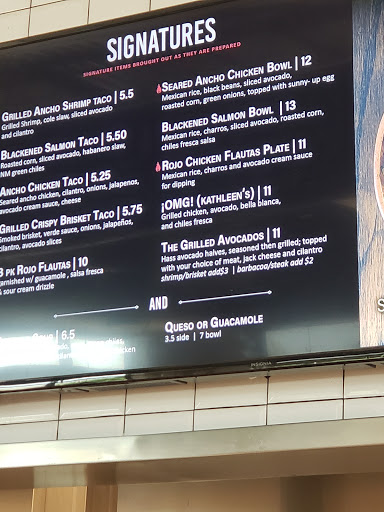 SIGNATURES
SIGNATURE ITEMS BROUGHT OUT AS THEY ARE PREPARED
GRILLED ANCHO SHRIMP TACO | 5.5
Grilled Shrimp, cole slaw, sliced avocado
and cilantro
BLACKENED SALMON TACO | 5.50
Roasted corn, sliced avocado, habanero slaw,
NM green chiles
ANCHO CHICKEN TACO | 5.25
Seared ancho chicken, cilantro, onions, jalapenos,
avocado cream sauce, cheese
GRILLED CRISPY BRISKET TACO | 5.75
Smoked brisket, verde sauce, onions, jalapeños,
cilantro, avocado slices
3 PK ROJO FLAUTAS | 10
garnished w/ guacamole, salsa fresca
& sour cream drizzle
SEARED ANCHO CHICKEN BOWL | 12
Mexican rice, black beans, sliced avocado,
roasted corn, green onions, topped with sunny- up egg
BLACKENED SALMON BOWL | 13
Mexican rice, charros, sliced avocado, roasted corn,
chiles fresca salsa
ROJO CHICKEN FLAUTAS PLATE | 11
Mexican rice, charros and avocado cream sauce
for dipping
¡OMG! (KATHLEEN'S) | 11
Grilled chicken, avocado, bella, blanca,
and chiles fresca
THE GRILLED AVOCADOS | 11
Hass avocado halves, seasoned then grilled; topped
with your choice of meat, jack cheese and cilantro
shrimp/brisket add$3 | barbacoa/steak add $2
AND
6.5
chicken
QUESO OR GUACAMOLE
3.5 side | 7 bowl
INSIGNIA